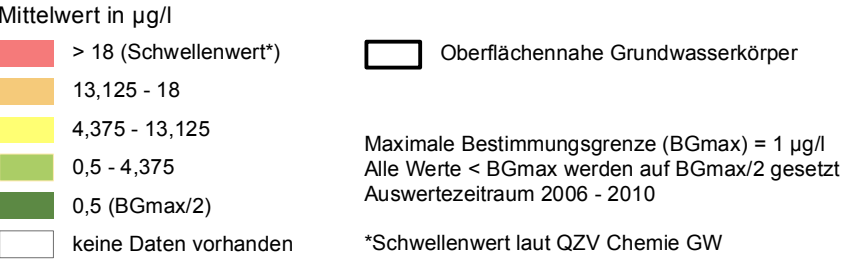 Mittelwert in µg/l
> 18 (Schwellenwert*)
13,125 - 18
4,375 - 13,125
0,5 - 4,375
0,5 (BGmax/2)
keine Daten vorhanden
Oberflächennahe Grundwasserkörper
Maximale Bestimmungsgrenze (BGmax) = 1 µg/l
Alle Werte < BGmax werden auf BGmax/2 gesetzt
Auswertezeitraum 2006 - 2010
*Schwellenwert laut QZV Chemie GW